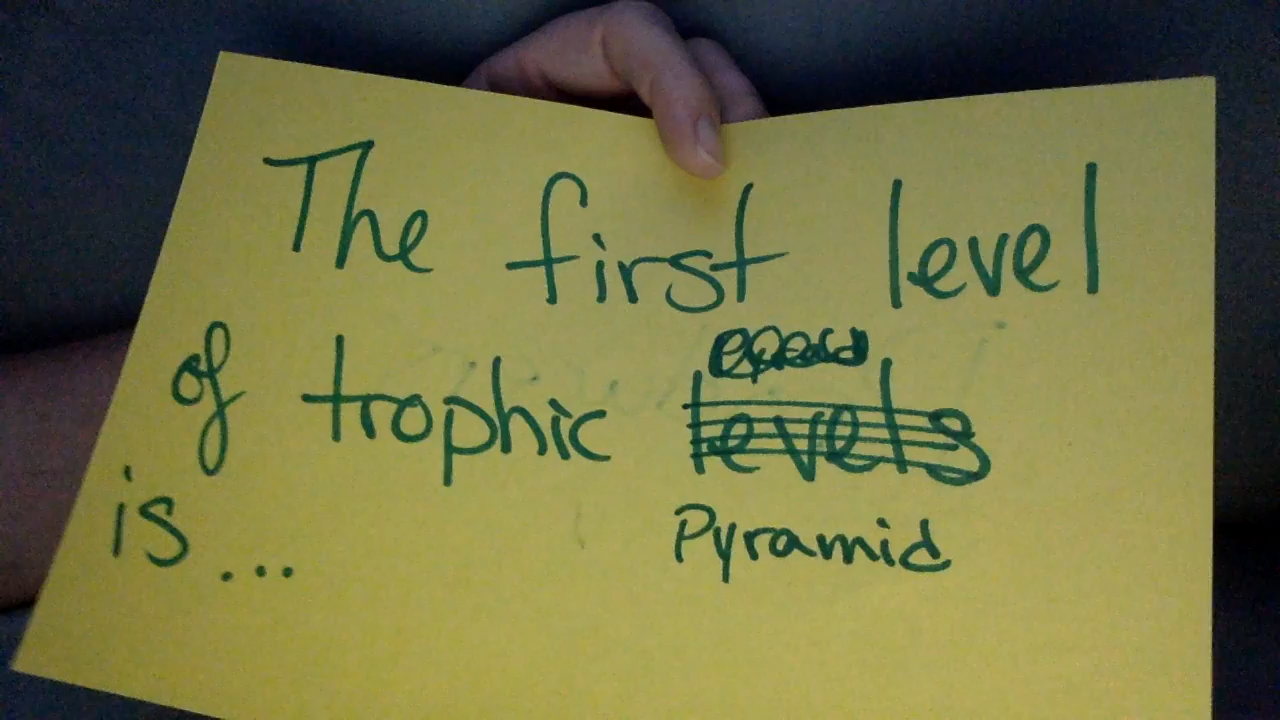 The first level
of trophic levels
Pyramid
is ...